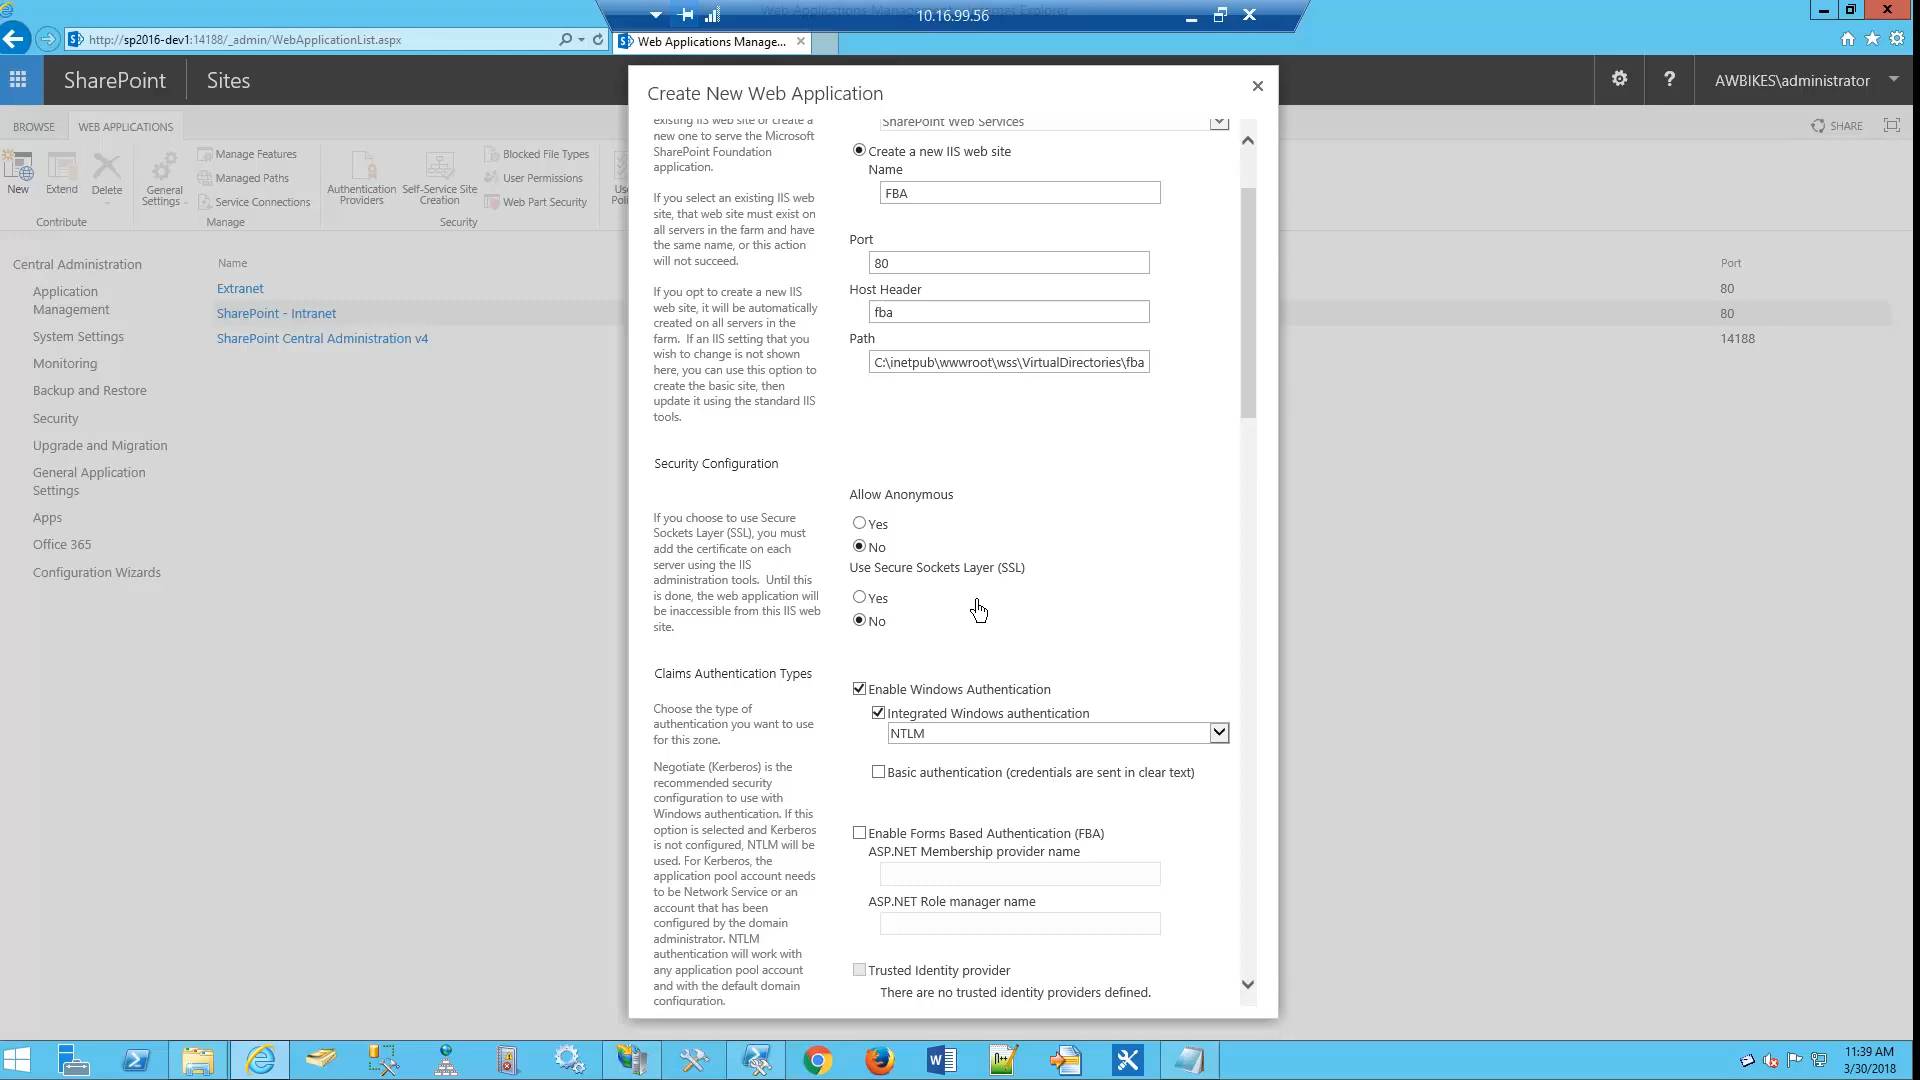 10.16.99.56
http://sp2016-dev1:14188/_admin/WebApplicationList.aspx
Web Applications Manage...
SharePoint
Sites
AWBIKES\administrator
BROWSE
WEB APPLICATIONS
SHARE
New
Extend
Delete
General Settings
Manage Features
Managed Paths
Service Connections
Authentication Providers
Self-Service Site Creation
Blocked File Types
User Permissions
Web Part Security
Contribute
Manage
Security
Central Administration
Application Management
System Settings
Monitoring
Backup and Restore
Security
Upgrade and Migration
General Application Settings
Apps
Office 365
Configuration Wizards
Name
Port
Extranet
80
SharePoint - Intranet
80
SharePoint Central Administration v4
14188
Create New Web Application
existing IIS web site or create a
new one to serve the Microsoft
SharePoint Foundation
application.
If you select an existing IIS web
site, that web site must exist on
all servers in the farm and have
the same name, or this action
will not succeed.
If you opt to create a new IIS
web site, it will be automatically
created on all servers in the
farm. If an IIS setting that you
wish to change is not shown
here, you can use this option to
create the basic site, then
update it using the standard IIS
tools.
SharePoint Web Services
Create a new IIS web site
Name
FBA
Port
80
Host Header
fba
Path
C:\inetpub\wwwroot\wss\VirtualDirectories\fba
Security Configuration
If you choose to use Secure
Sockets Layer (SSL), you must
add the certificate on each
server using the IIS
administration tools. Until this
is done, the web application will
be inaccessible from this IIS web
site.
Allow Anonymous
Yes
No
Use Secure Sockets Layer (SSL)
Yes
No
Claims Authentication Types
Choose the type of
authentication you want to use
for this zone.
Negotiate (Kerberos) is the
recommended security
configuration to use with
Windows authentication. If this
option is selected and Kerberos
is not configured, NTLM will be
used. For Kerberos, the
application pool account needs
to be Network Service or an
account that has been
configured by the domain
administrator. NTLM
authentication will work with
any application pool account
and with the default domain
configuration.
Enable Windows Authentication
Integrated Windows authentication
NTLM
Basic authentication (credentials are sent in clear text)
Enable Forms Based Authentication (FBA)
ASP.NET Membership provider name
ASP.NET Role manager name
Trusted Identity provider
There are no trusted identity providers defined.
11:39 AM
3/30/2018